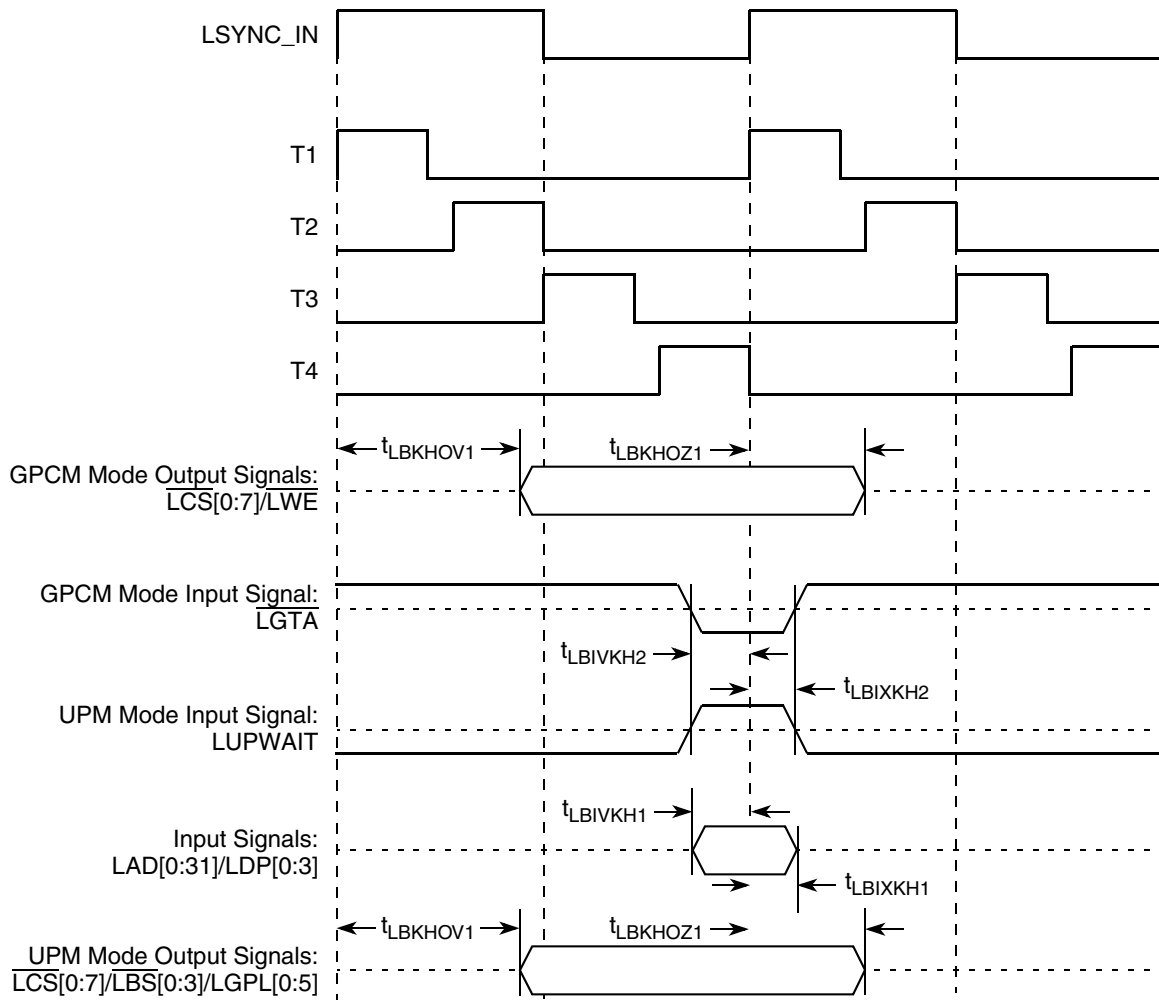 LSYNC_IN
T1
T2
T3
T4
tLBKHOV1
tLBKHOZ1
GPCM Mode Output Signals:
LCS[0:7]/LWE
GPCM Mode Input Signal:
LGTA
tLBIVKH2
tLBIXKH2
UPM Mode Input Signal:
LUPWAIT
tLBIVKH1
Input Signals:
LAD[0:31]/LDP[0:3]
tLBIXKH1
tLBKHOV1
tLBKHOZ1
UPM Mode Output Signals:
LCS[0:7]/LBS[0:3]/LGPL[0:5]